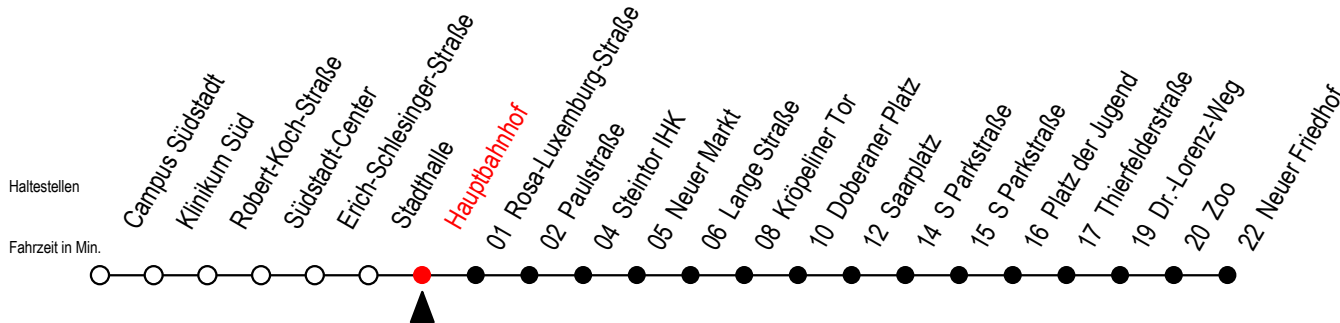 Haltestellen
Fahrzeit in Min.
Campus Südstadt
Klinikum Süd
Robert-Koch-Straße
Südstadt-Center
Erich-Schlesinger-Straße
Stadthalle
Hauptbahnhof
01 Rosa-Luxemburg-Straße
02 Paulstraße
04 Steintor IHK
05 Neuer Markt
06 Lange Straße
08 Kröpeliner Tor
10 Doberaner Platz
12 Saarplatz
14 S Parkstraße
15 S Parkstraße
16 Platz der Jugend
17 Thierfelderstraße
19 Dr.-Lorenz-Weg
20 Zoo
22 Neuer Friedhof